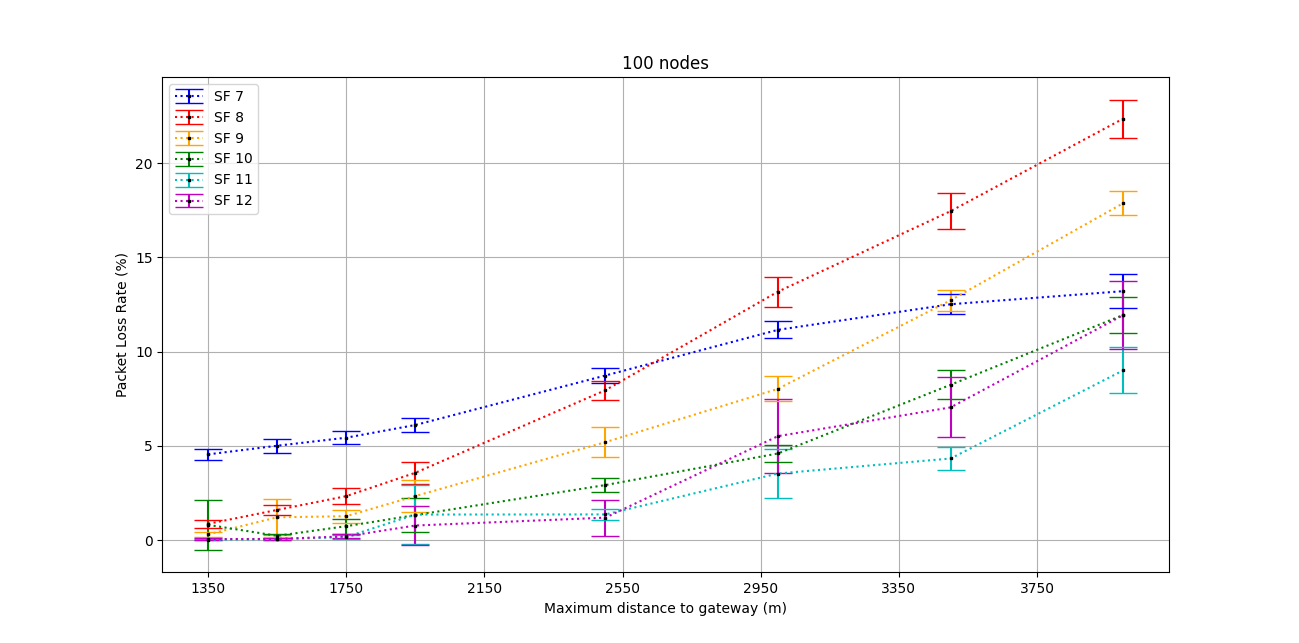 100 nodes
SF 7
SF 8
SF 9
SF 10
SF 11
SF 12
Packet Loss Rate (%)
20
15
10
5
0
1350 1750 2150 2550 2950 3350 3750
Maximum distance to gateway (m)